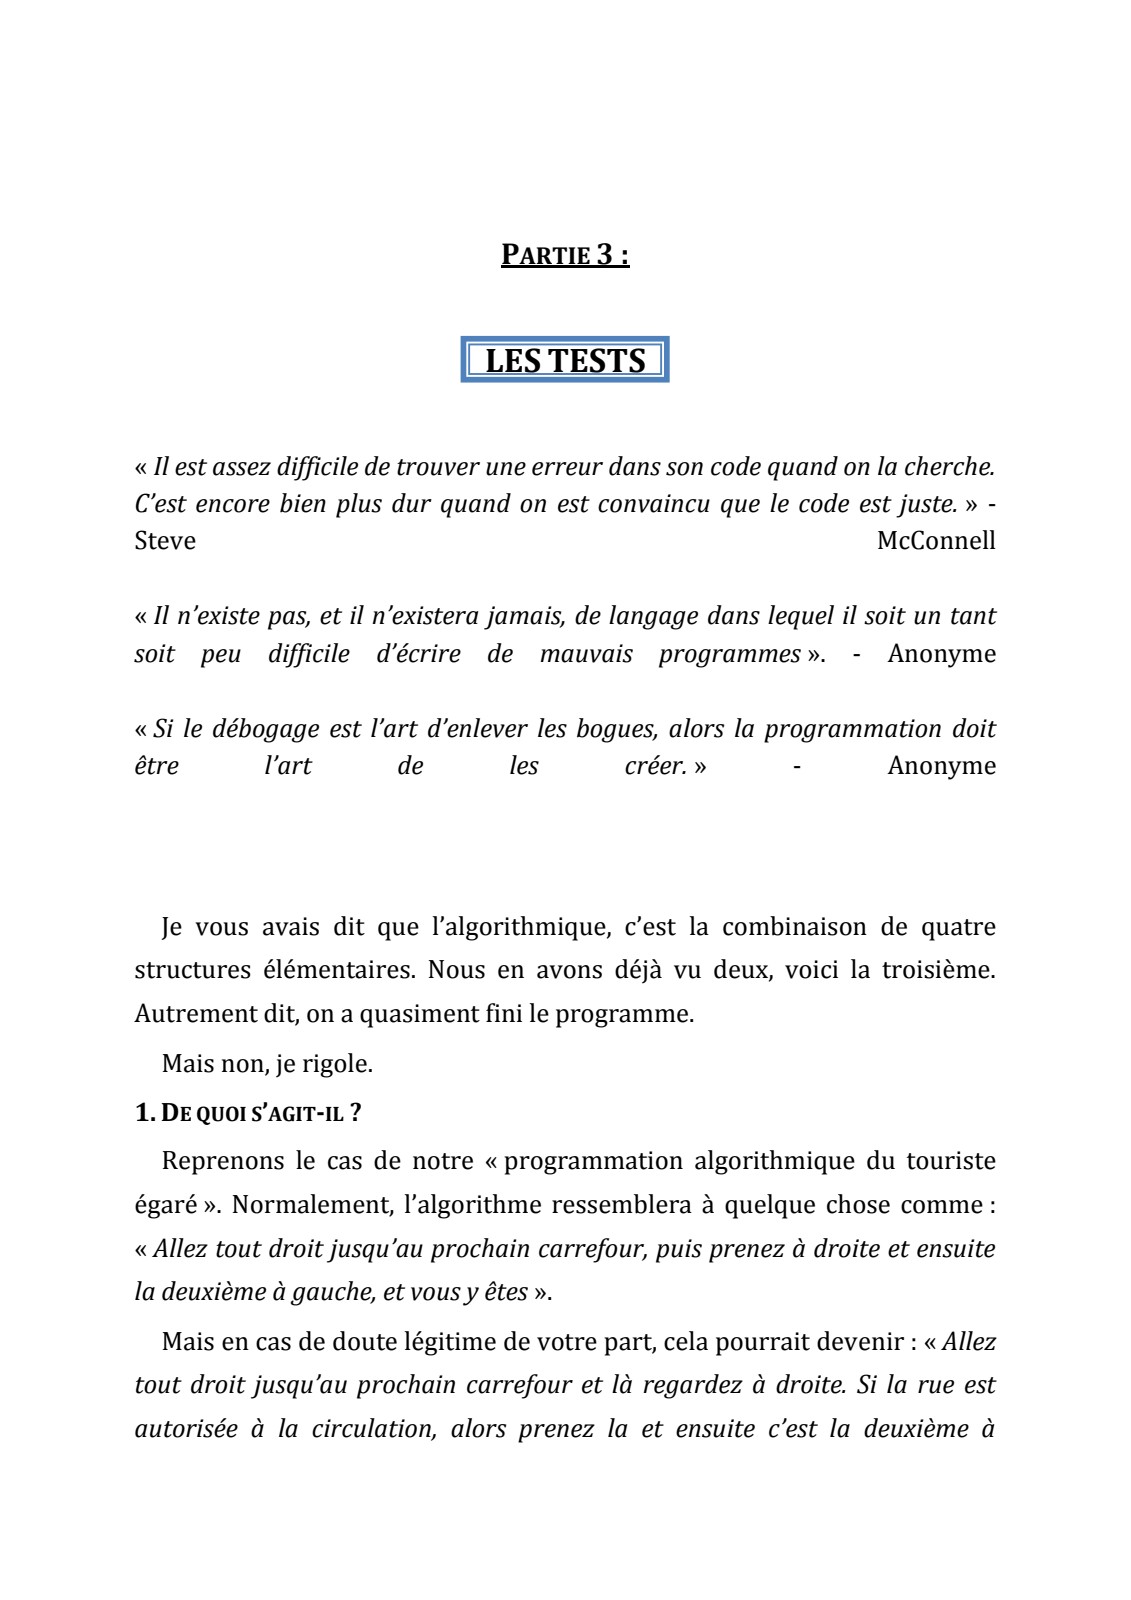 PARTIE 3 :
LES TESTS
« Il est assez difficile de trouver une erreur dans son code quand on la cherche.
C’est encore bien plus dur quand on est convaincu que le code est juste. » -
Steve McConnell
« Il n’existe pas, et il n’existera jamais, de langage dans lequel il soit un tant
soit peu difficile d’écrire de mauvais programmes ». - Anonyme
« Si le débogage est l’art d’enlever les bogues, alors la programmation doit
être l’art de les créer. » - Anonyme
Je vous avais dit que l’algorithmique, c’est la combinaison de quatre
structures élémentaires. Nous en avons déjà vu deux, voici la troisième.
Autrement dit, on a quasiment fini le programme.
Mais non, je rigole.
1. DE QUOI S’AGIT-IL ?
Reprenons le cas de notre « programmation algorithmique du touriste
égaré ». Normalement, l’algorithme ressemblera à quelque chose comme :
« Allez tout droit jusqu’au prochain carrefour, puis prenez à droite et ensuite
la deuxième à gauche, et vous y êtes ».
Mais en cas de doute légitime de votre part, cela pourrait devenir : « Allez
tout droit jusqu’au prochain carrefour et là regardez à droite. Si la rue est
autorisée à la circulation, alors prenez la et ensuite c’est la deuxième à